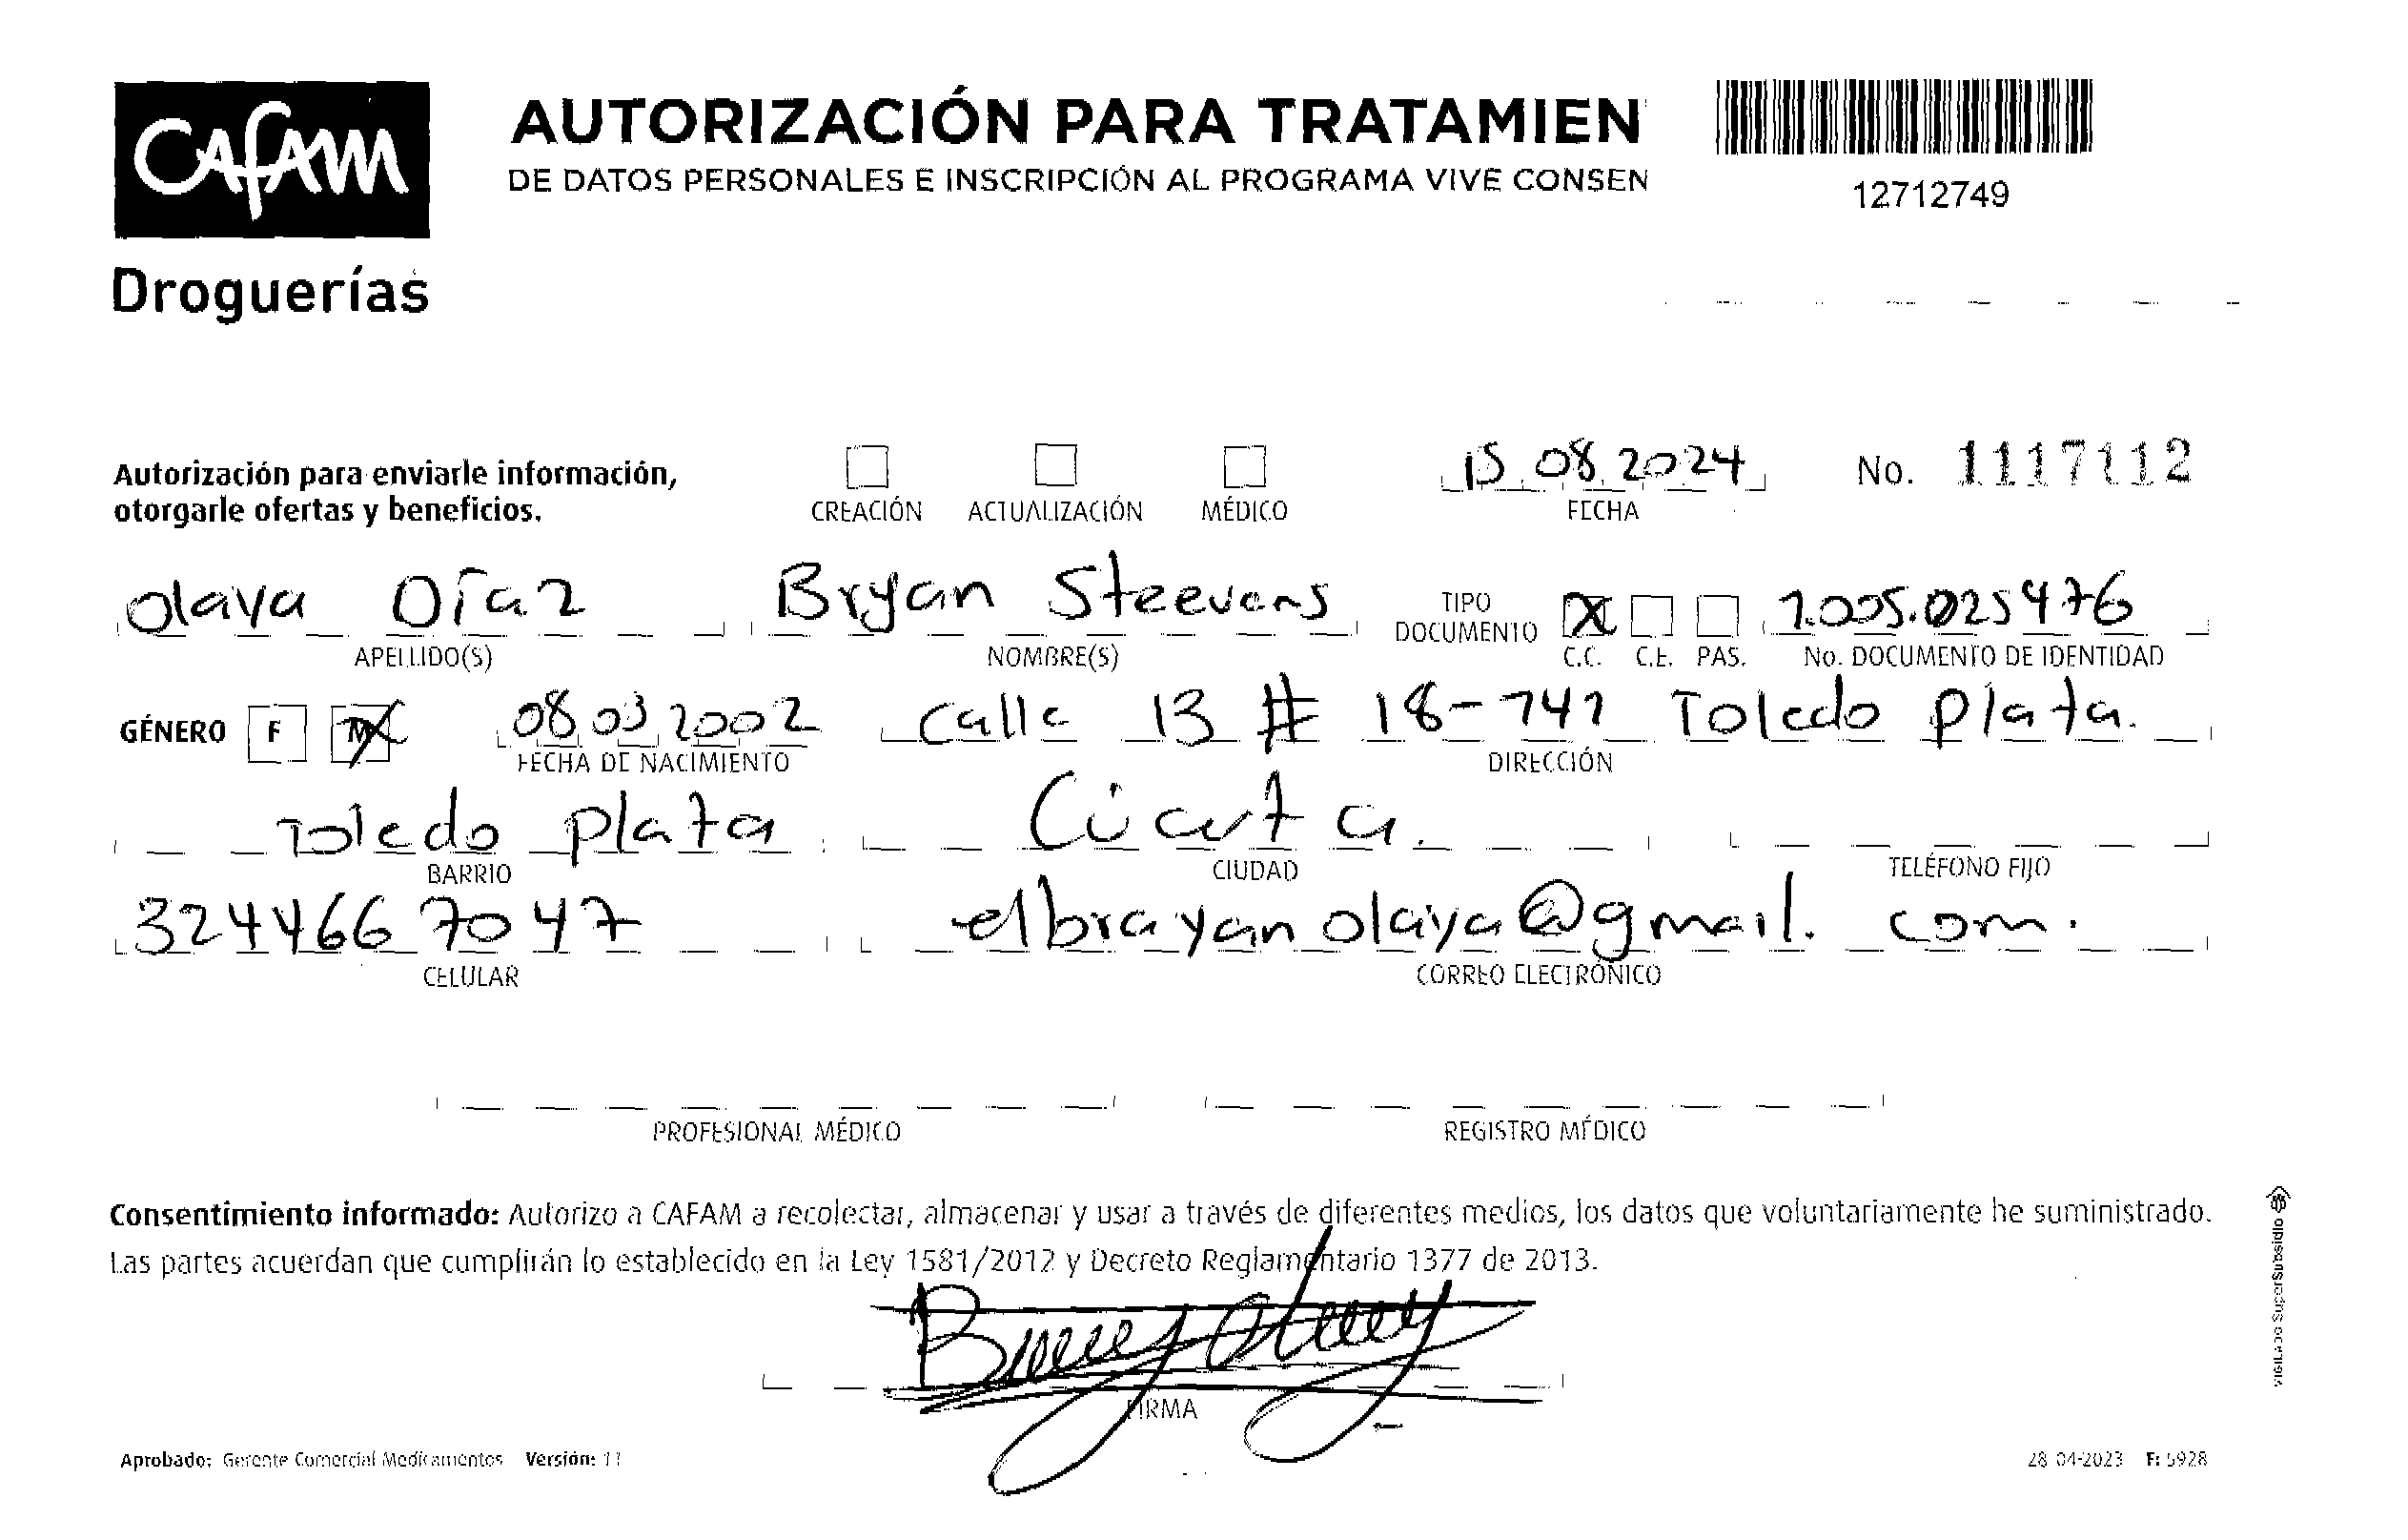 CAFAM
Droguerías
AUTORIZACIÓN PARA TRATAMIEN
DE DATOS PERSONALES E INSCRIPCIÓN AL PROGRAMA VIVE CONSEN
12712749
Autorización para enviarle información,
otorgarle ofertas y beneficios.
CREACIÓN ACTUALIZACIÓN MÉDICO
15 08 2024
FECHA
No. 1117112
Olaya Díaz Bryan Steevens
APELLIDO(S) NOMBRE(S)
TIPO
DOCUMENTO
X
C.C. C.E. PAS.
1.005.025476
No. DOCUMENTO DE IDENTIDAD
GÉNERO F M X
08 03 2002 Calle 13 # 18-741 Toledo plata.
FECHA DE NACIMIENTO DIRECCIÓN
Toledo plata Cúcuta.
BARRIO CIUDAD TELÉFONO FIJO
324466 7047 elbrayanolaya@gmail.com.
CELULAR CORREO ELECTRÓNICO
PROFESIONAL MÉDICO REGISTRO MÉDICO
Consentimiento informado: Autorizo a CAFAM a recolectar, almacenar y usar a través de diferentes medios, los datos que voluntariamente he suministrado.
Las partes acuerdan que cumplirán lo establecido en la Ley 1581/2012 y Decreto Reglamentario 1377 de 2013.
FIRMA
Aprobado: Gerente Comercial Medicamentos Versión: 11
28-04-2023 F: 5928
VIGILADO SuperSubsidio